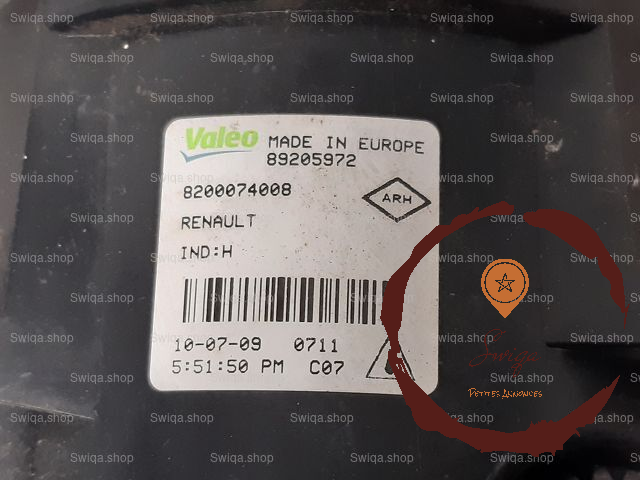 Valeo MADE IN EUROPE
89205972
8200074008
ARH
RENAULT
IND:H
10-07-09 0711
5:51:50 PM C07
Swiqa
PETITES ANNONCES
Swiqa.shop